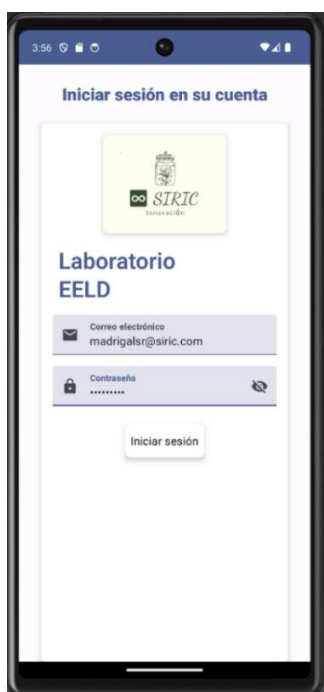 3:56
Iniciar sesión en su cuenta
SIRIC
Innovación
Laboratorio
EELD
Correo electrónico
madrigalsr@siric.com
Contraseña
•••••••••
Iniciar sesión